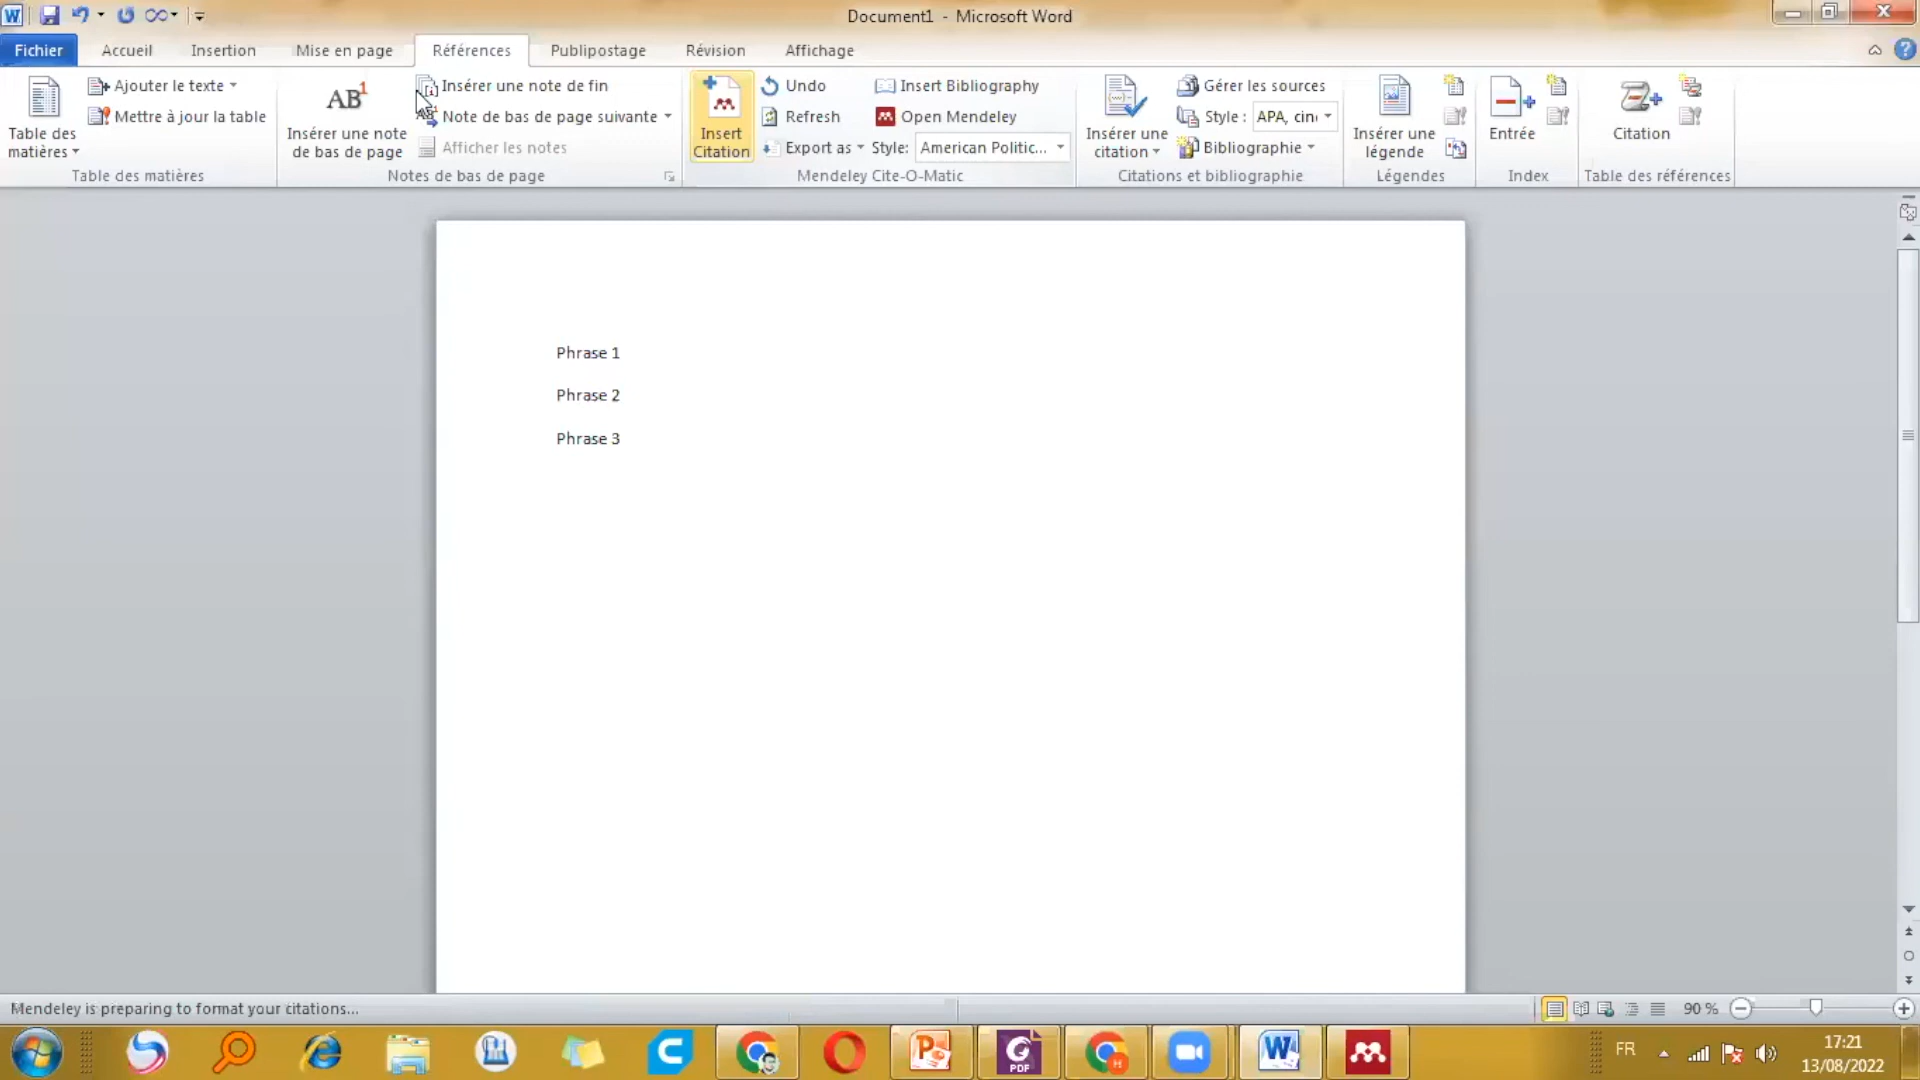 Document1 - Microsoft Word
Fichier Accueil Insertion Mise en page Références Publipostage Révision Affichage
Table des matières
Ajouter le texte
Mettre à jour la table
Table des matières
AB1
Insérer une note de bas de page
Insérer une note de fin
Note de bas de page suivante
Afficher les notes
Notes de bas de page
Insert Citation
Undo
Refresh
Export as
Insert Bibliography
Open Mendeley
Style: American Politic...
Mendeley Cite-O-Matic
Insérer une citation
Gérer les sources
Style : APA, cin
Bibliographie
Citations et bibliographie
Insérer une légende
Légendes
Entrée
Index
Citation
Table des références
Phrase 1
Phrase 2
Phrase 3
Mendeley is preparing to format your citations...
90 %
PDF
FR
17:21
13/08/2022